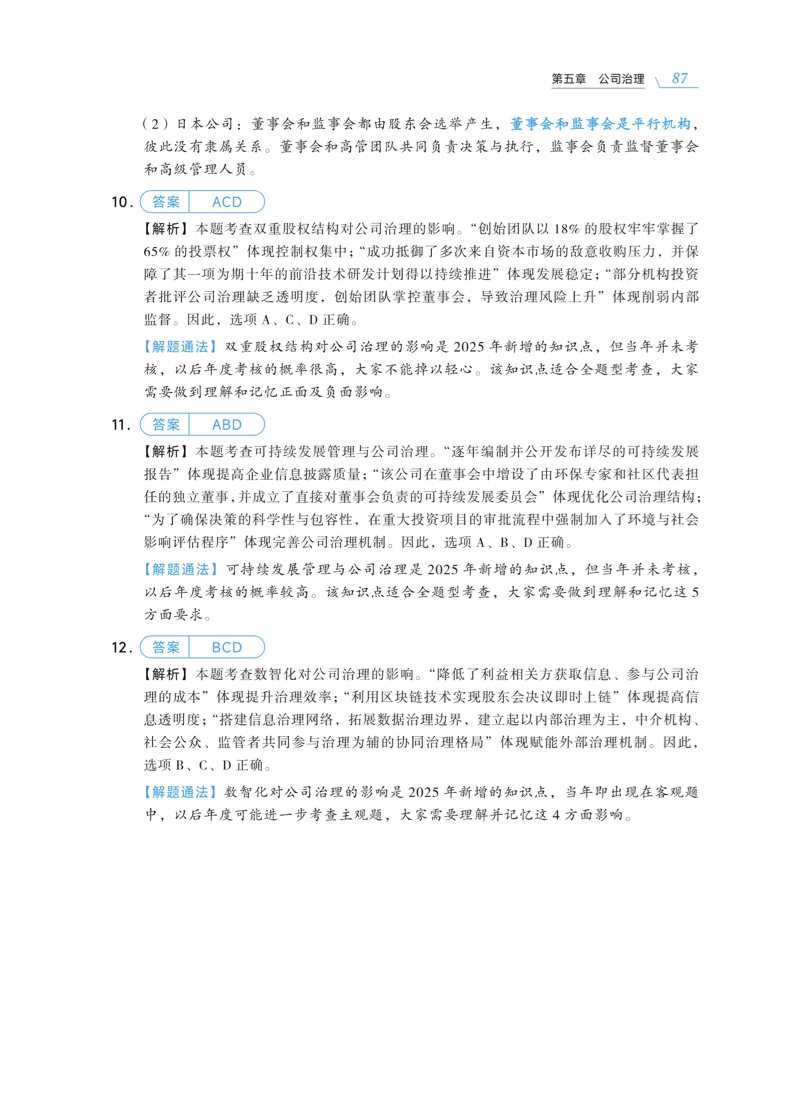 第五章 公司治理 87
（2）日本公司：董事会和监事会都由股东会选举产生，董事会和监事会是平行机构，
彼此没有隶属关系。董事会和高管团队共同负责决策与执行，监事会负责监督董事会
和高级管理人员。
10. 答案 ACD
【解析】本题考查双重股权结构对公司治理的影响。“创始团队以 18% 的股权牢牢掌握了
65% 的投票权”体现控制权集中；“成功抵御了多次来自资本市场的敌意收购压力，并保
障了其一项为期十年的前沿技术研发计划得以持续推进”体现发展稳定；“部分机构投资
者批评公司治理缺乏透明度，创始团队掌控董事会，导致治理风险上升”体现削弱内部
监督。因此，选项 A、C、D 正确。
【解题通法】双重股权结构对公司治理的影响是 2025 年新增的知识点，但当年并未考
核，以后年度考核的概率很高，大家不能掉以轻心。该知识点适合全题型考查，大家
需要做到理解和记忆正面及负面影响。
11. 答案 ABD
【解析】本题考查可持续发展管理与公司治理。“逐年编制并公开发布详尽的可持续发展
报告”体现提高企业信息披露质量；“该公司在董事会中增设了由环保专家和社区代表担
任的独立董事，并成立了直接对董事会负责的可持续发展委员会”体现优化公司治理结构；
“为了确保决策的科学性与包容性，在重大投资项目的审批流程中强制加入了环境与社会
影响评估程序”体现完善公司治理机制。因此，选项 A、B、D 正确。
【解题通法】可持续发展管理与公司治理是 2025 年新增的知识点，但当年并未考核，
以后年度考核的概率较高。该知识点适合全题型考查，大家需要做到理解和记忆这 5
方面要求。
12. 答案 BCD
【解析】本题考查数智化对公司治理的影响。“降低了利益相关方获取信息、参与公司治
理的成本”体现提升治理效率；“利用区块链技术实现股东会决议即时上链”体现提高信
息透明度；“搭建信息治理网络，拓展数据治理边界，建立起以内部治理为主，中介机构、
社会公众、监管者共同参与治理为辅的协同治理格局”体现赋能外部治理机制。因此，
选项 B、C、D 正确。
【解题通法】数智化对公司治理的影响是 2025 年新增的知识点，当年即出现在客观题
中，以后年度可能进一步考查主观题，大家需要理解并记忆这 4 方面影响。